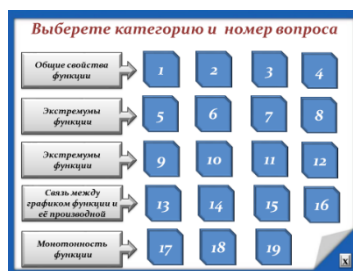 Выберете категорию и номер вопроса
Общие свойства
функции
1 2 3 4
Экстремумы
функции
5 6 7 8
Экстремумы
функции
9 10 11 12
Связь между
графиком функции и
её производной
13 14 15 16
Монотонность
функции
17 18 19
x